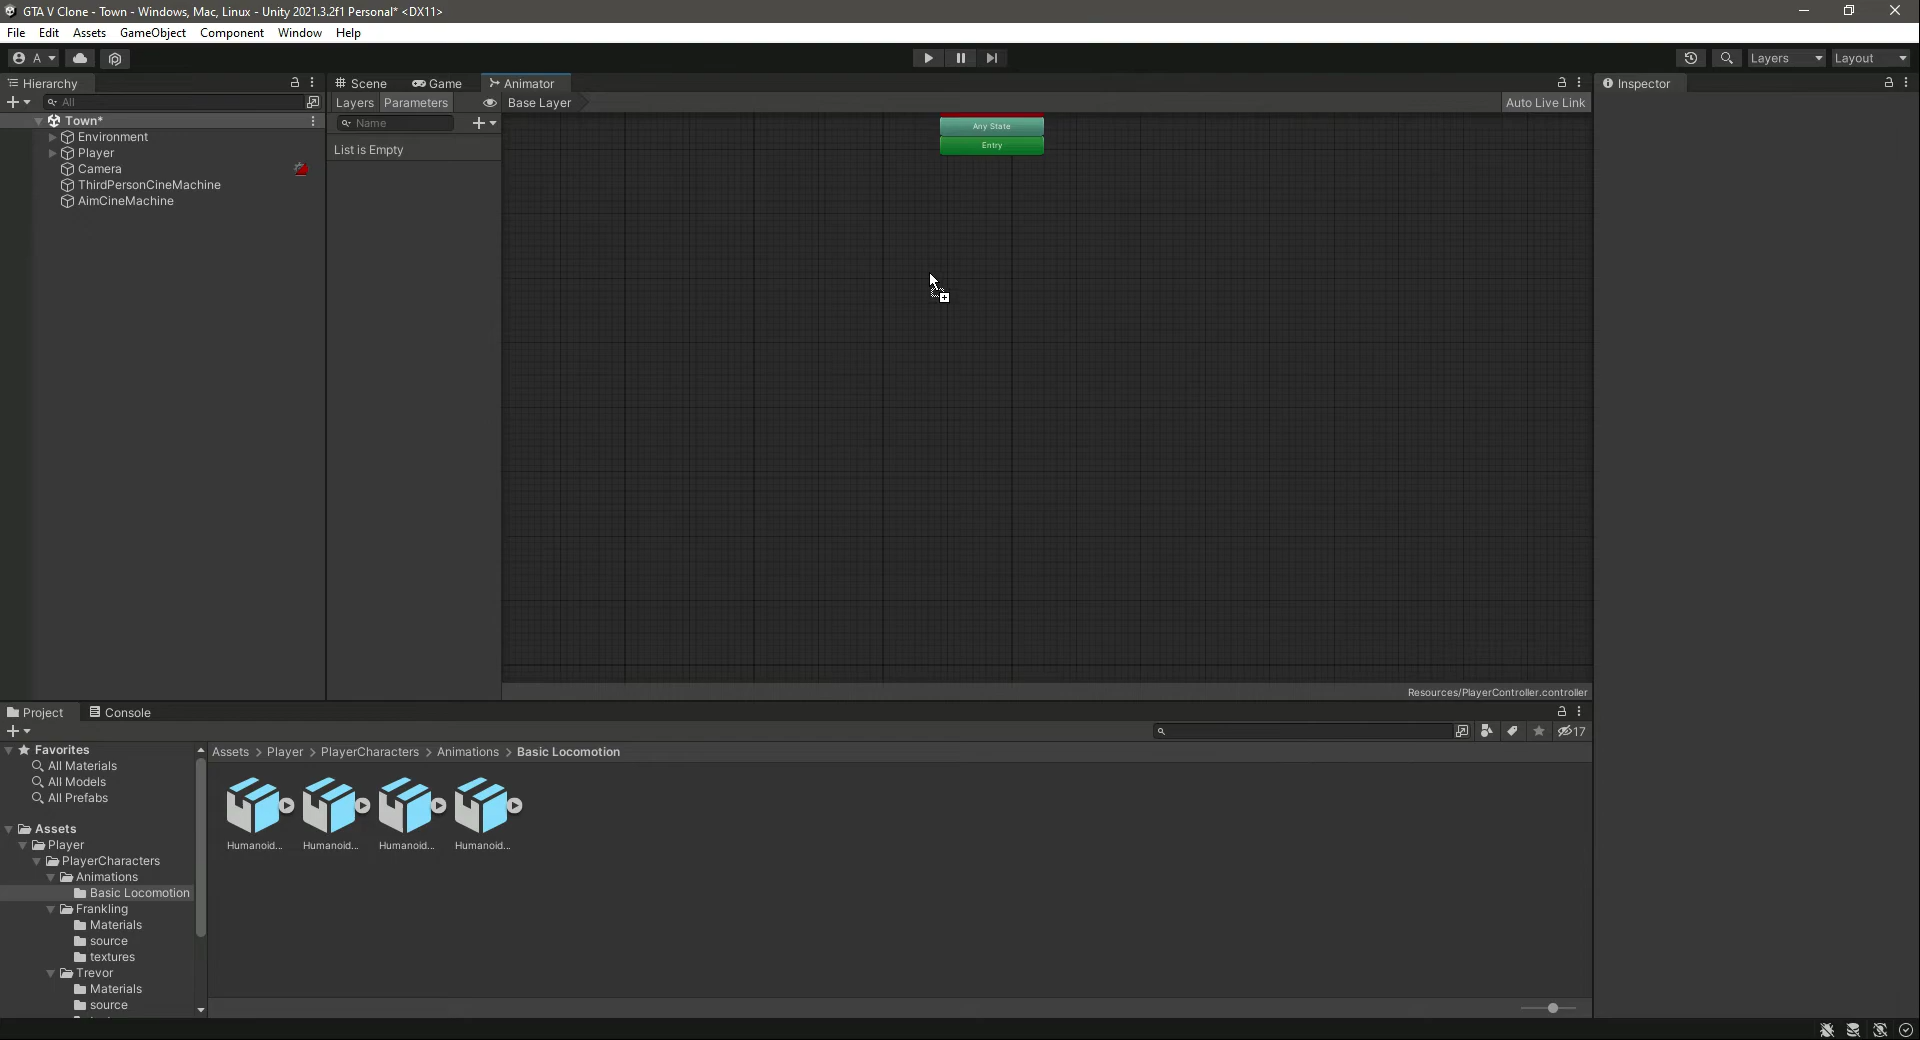 GTA V Clone - Town - Windows, Mac, Linux - Unity 2021.3.2f1 Personal* <DX11>
File Edit Assets GameObject Component Window Help
A Layers Layout
Hierarchy
All
Town*
Environment
Player
Camera
ThirdPersonCineMachine
AimCineMachine
Scene Game Animator
Layers Parameters Base Layer Auto Live Link
Name
List is Empty
Any State
Entry
Resources/PlayerController.controller
Inspector
Project Console
17
Favorites
All Materials
All Models
All Prefabs
Assets
Player
PlayerCharacters
Animations
Basic Locomotion
Frankling
Materials
source
textures
Trevor
Materials
source
Assets > Player > PlayerCharacters > Animations > Basic Locomotion
Humanoid... Humanoid... Humanoid... Humanoid...